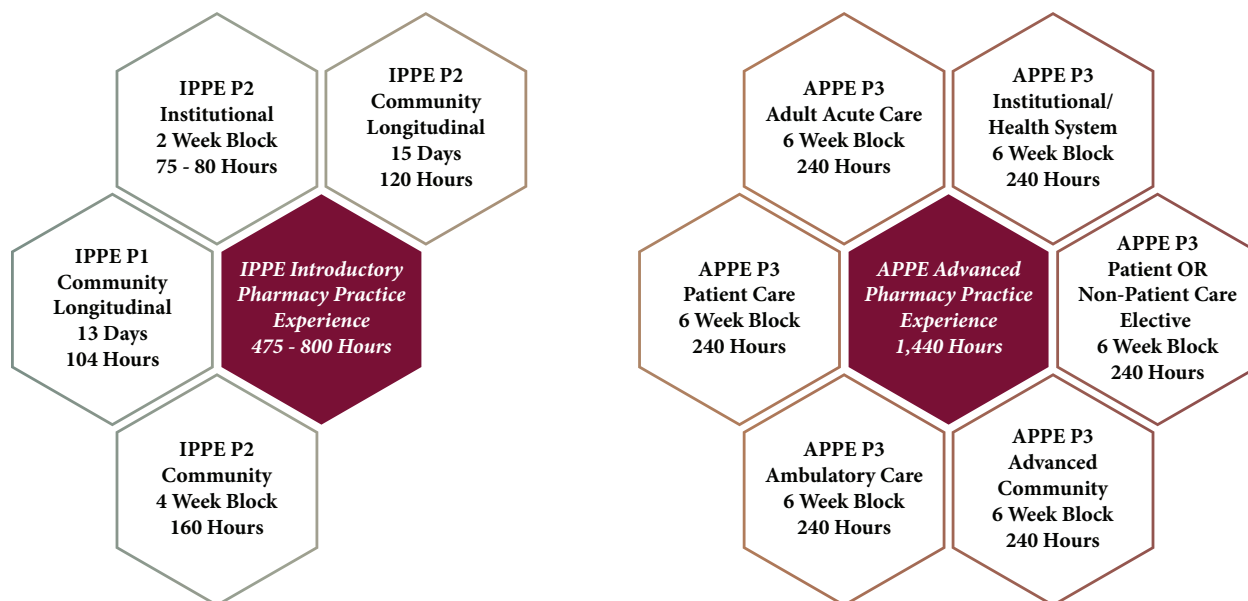 IPPE P2
Institutional
2 Week Block
75 - 80 Hours
IPPE P2
Community
Longitudinal
15 Days
120 Hours
IPPE P1
Community
Longitudinal
13 Days
104 Hours
IPPE Introductory
Pharmacy Practice
Experience
475 - 800 Hours
IPPE P2
Community
4 Week Block
160 Hours
APPE P3
Adult Acute Care
6 Week Block
240 Hours
APPE P3
Institutional/
Health System
6 Week Block
240 Hours
APPE P3
Patient Care
6 Week Block
240 Hours
APPE Advanced
Pharmacy Practice
Experience
1,440 Hours
APPE P3
Patient OR
Non-Patient Care
Elective
6 Week Block
240 Hours
APPE P3
Ambulatory Care
6 Week Block
240 Hours
APPE P3
Advanced
Community
6 Week Block
240 Hours